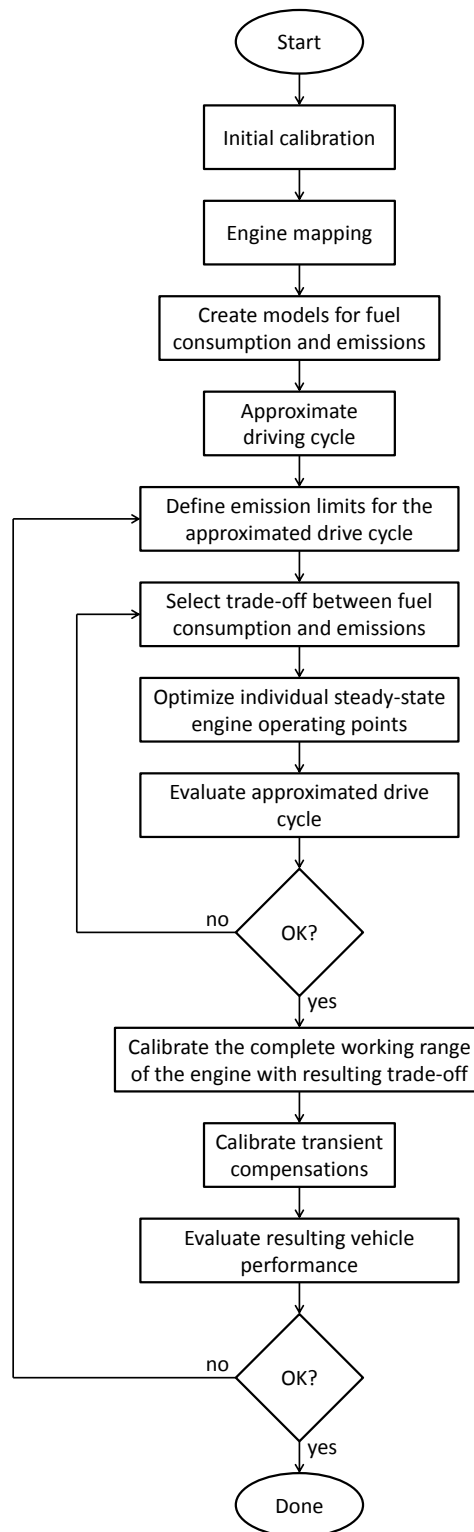 Start
Initial calibration
Engine mapping
Create models for fuel
consumption and emissions
Approximate
driving cycle
Define emission limits for the
approximated drive cycle
Select trade-off between fuel
consumption and emissions
Optimize individual steady-state
engine operating points
Evaluate approximated drive
cycle
no
OK?
yes
Calibrate the complete working range
of the engine with resulting trade-off
Calibrate transient
compensations
Evaluate resulting vehicle
performance
no
OK?
yes
Done